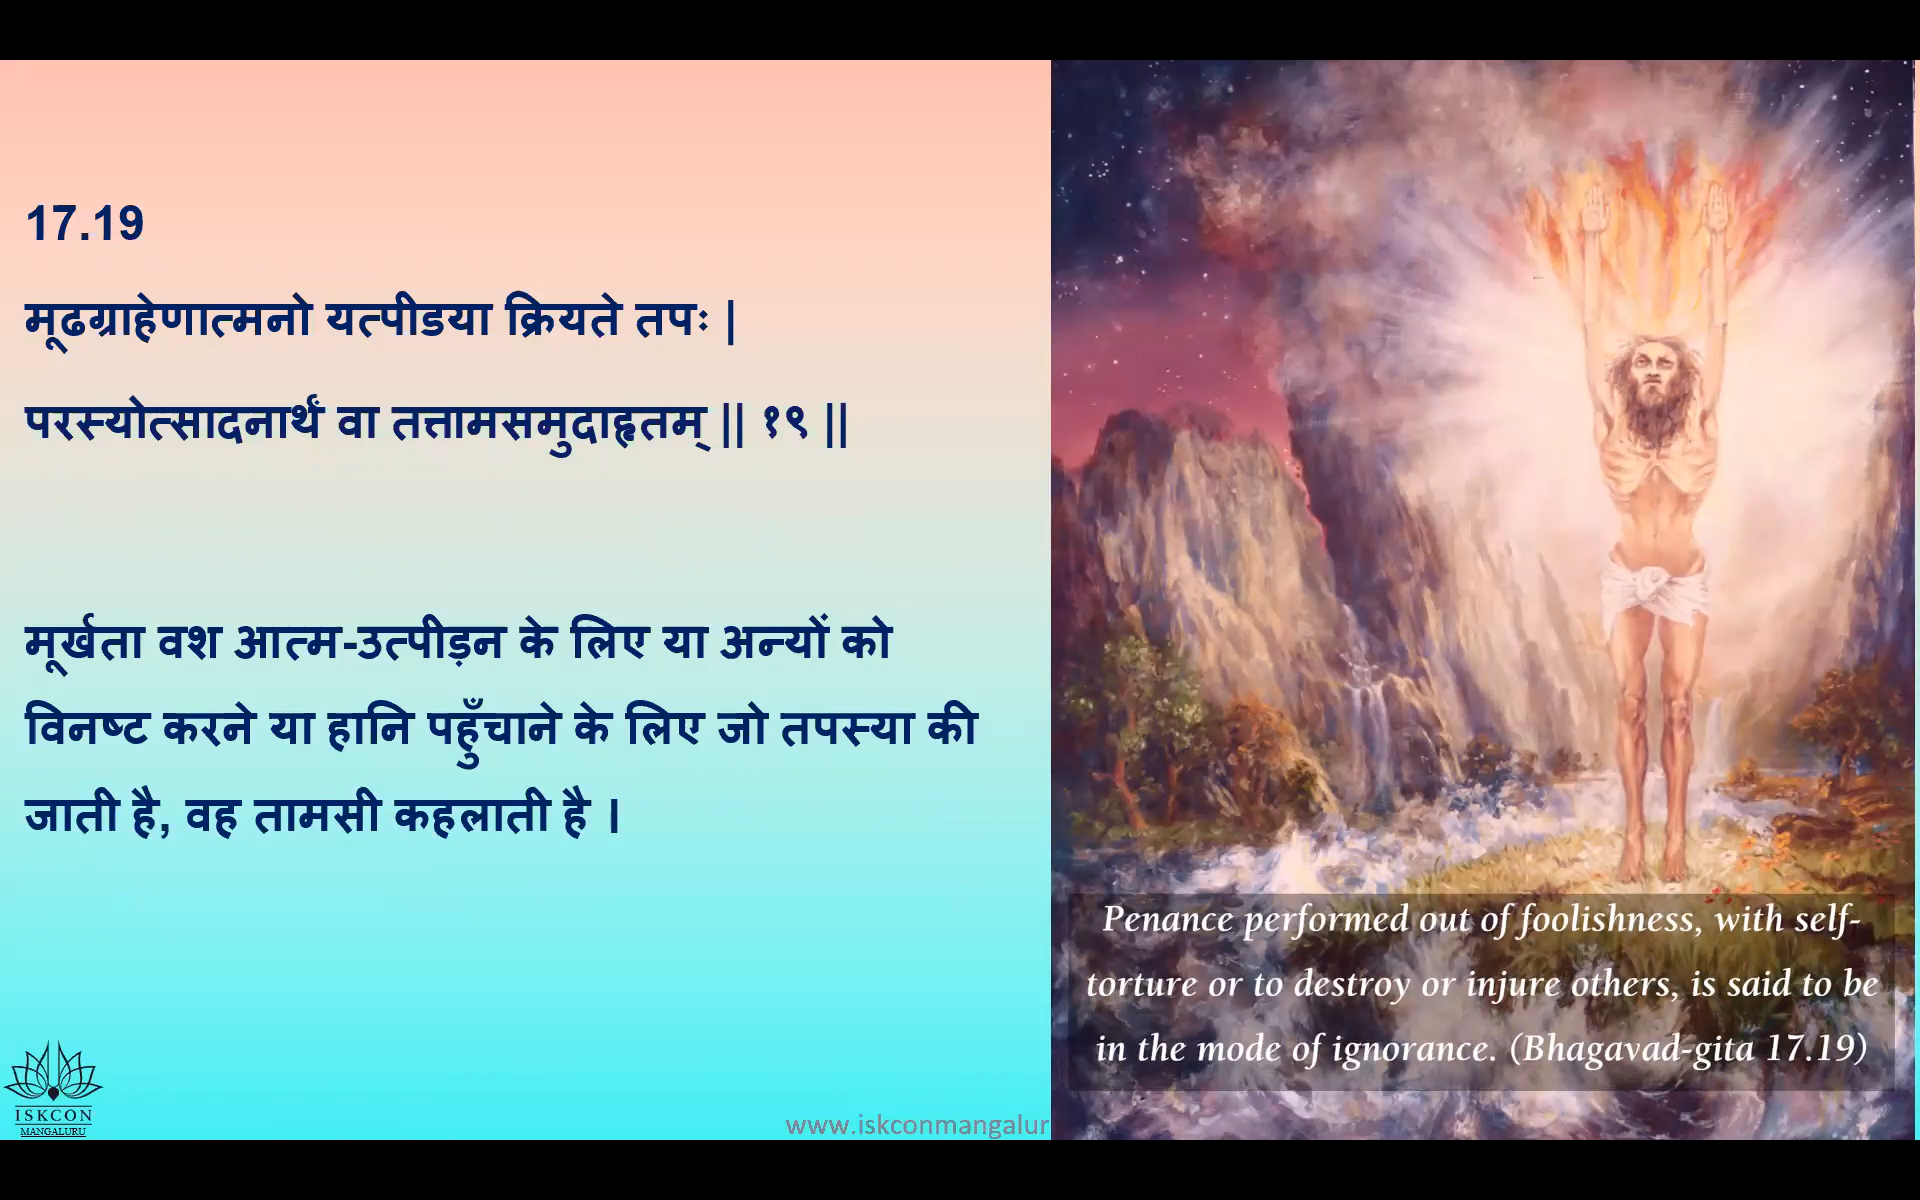 17.19
मूढग्राहेणात्मनो यत्पीडया क्रियते तपः |
परस्योत्सादनार्थं वा तत्तामसमुदाहृतम् || १९ ||
मूर्खता वश आत्म-उत्पीड़न के लिए या अन्यों को
विनष्ट करने या हानि पहुँचाने के लिए जो तपस्या की
जाती है, वह तामसी कहलाती है ।
ISKCON
MANGALURU
www.iskconmangalur
Penance performed out of foolishness, with self-
torture or to destroy or injure others, is said to be
in the mode of ignorance. (Bhagavad-gita 17.19)